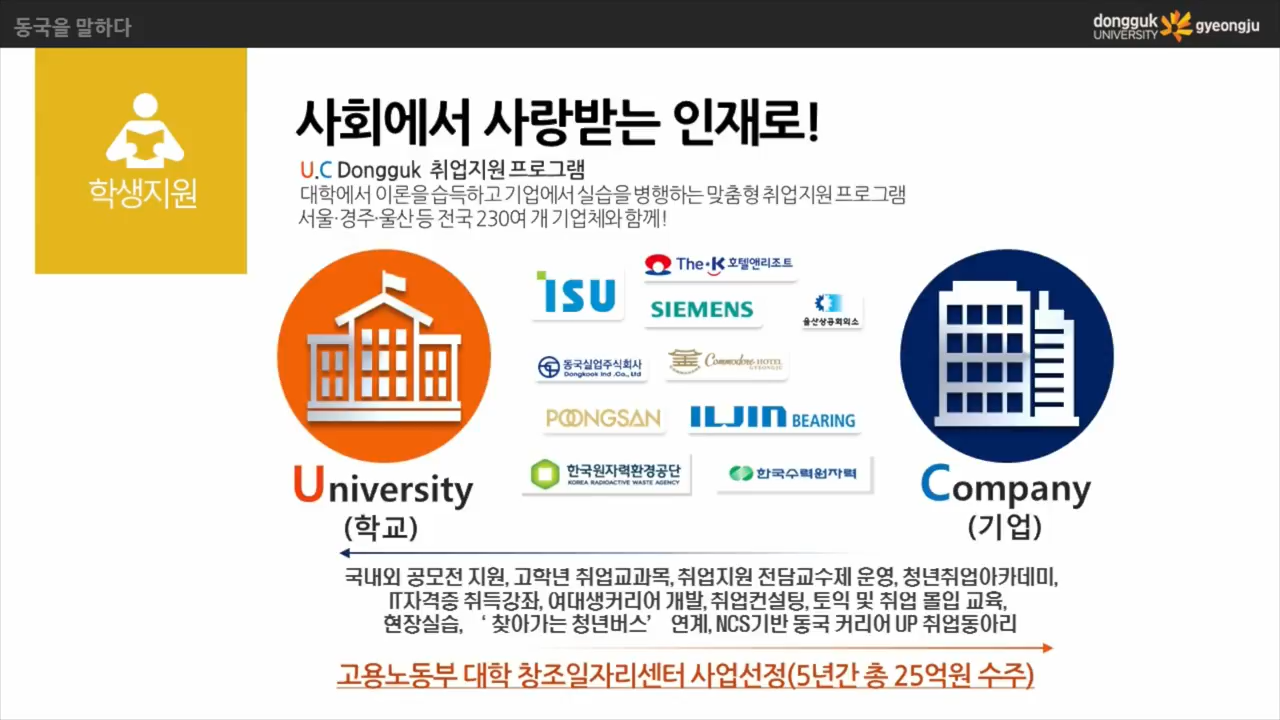 동국을 말하다
dongguk
UNIVERSITY
gyeongju
학생지원
사회에서 사랑받는 인재로!
U.C Dongguk 취업지원 프로그램
대학에서 이론을 습득하고 기업에서 실습을 병행하는 맞춤형 취업지원 프로그램
서울·경주·울산 등 전국 230여 개 기업체와 함께!
The·K 호텔앤리조트
ISU
SIEMENS
울산상공회의소
동국실업주식회사
Dongkook Ind .Co., Ltd
Commodore HOTEL
GYEONGJU
POONGSAN
ILJIN BEARING
한국원자력환경공단
KOREA RADIOACTIVE WASTE AGENCY
한국수력원자력
University
(학교)
Company
(기업)
국내외 공모전 지원, 고학년 취업교과목, 취업지원 전담교수제 운영, 청년취업아카데미,
IT자격증 취득강좌, 여대생커리어 개발, 취업컨설팅, 토익 및 취업 몰입 교육,
현장실습, ‘찾아가는 청년버스’ 연계, NCS기반 동국 커리어 UP 취업동아리
고용노동부 대학 창조일자리센터 사업선정(5년간 총 25억원 수주)